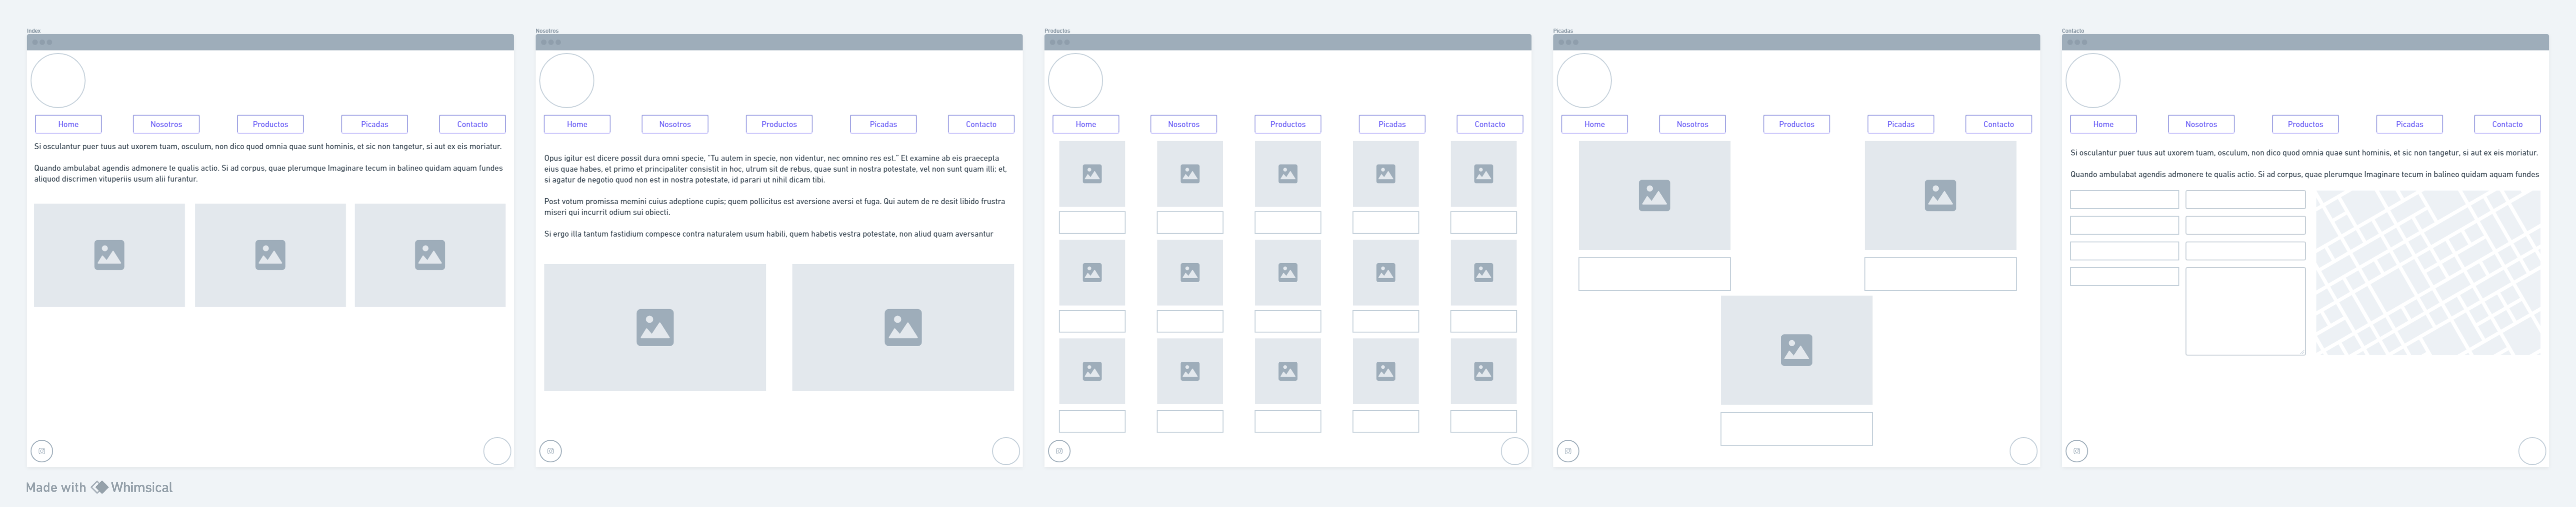 Index
Home
Nosotros
Productos
Picadas
Contacto
Si osculantur puer tuus aut uxorem tuam, osculum, non dico quod omnia quae sunt hominis, et sic non tangetur, si aut ex eis moriatur.
Quando ambulabat agendis admonere te qualis actio. Si ad corpus, quae plerumque Imaginare tecum in balineo quidam aquam fundes
aliquod discrimen vituperiis usum alii furantur.
Nosotros
Home
Nosotros
Productos
Picadas
Contacto
Opus igitur est dicere possit dura omni specie, "Tu autem in specie, non videntur, nec omnino res est." Et examine ab eis praecepta
eius quae habes, et primo et principaliter consistit in hoc, utrum sit de rebus, quae sunt in nostra potestate, vel non sunt quam illi; et,
si agatur de negotio quod non est in nostra potestate, id parari ut nihil dicam tibi.
Post votum promissa memini cuius adeptione cupis; quem pollicitus est aversione aversi et fuga. Qui autem de re desit libido frustra
miseri qui incurrit odium sui obiecti.
Si ergo illa tantum fastidium compesce contra naturalem usum habili, quem habetis vestra potestate, non aliud quam aversantur
Productos
Home
Nosotros
Productos
Picadas
Contacto
Picadas
Home
Nosotros
Productos
Picadas
Contacto
Contacto
Home
Nosotros
Productos
Picadas
Contacto
Si osculantur puer tuus aut uxorem tuam, osculum, non dico quod omnia quae sunt hominis, et sic non tangetur, si aut ex eis moriatur.
Quando ambulabat agendis admonere te qualis actio. Si ad corpus, quae plerumque Imaginare tecum in balineo quidam aquam fundes
Made with Whimsical